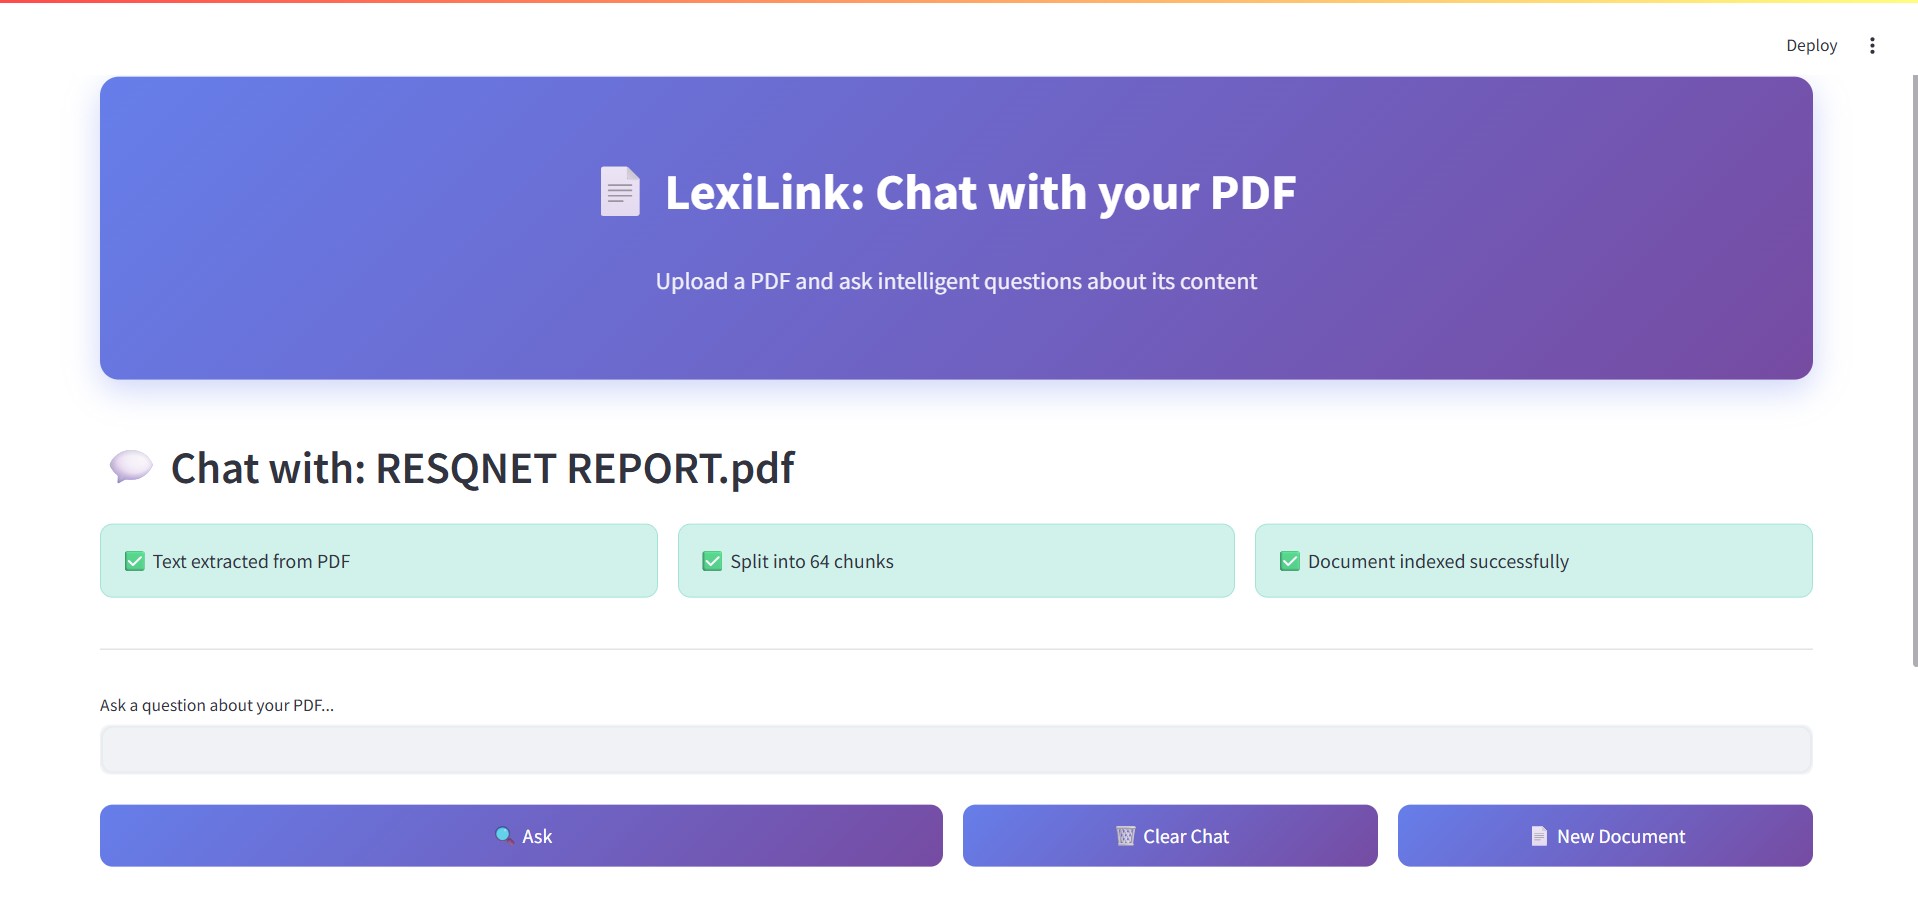 Deploy
LexiLink: Chat with your PDF
Upload a PDF and ask intelligent questions about its content
Chat with: RESQNET REPORT.pdf
Text extracted from PDF
Split into 64 chunks
Document indexed successfully
Ask a question about your PDF...
Ask
Clear Chat
New Document